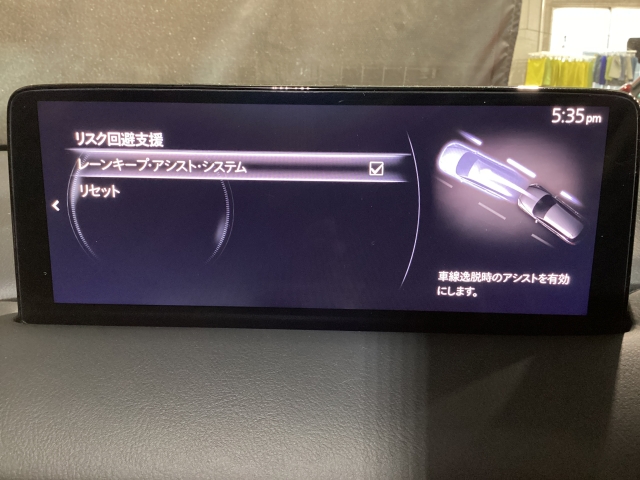 5:35pm
リスク回避支援
レーンキープ・アシスト・システム
リセット
車線逸脱時のアシストを有効
にします。